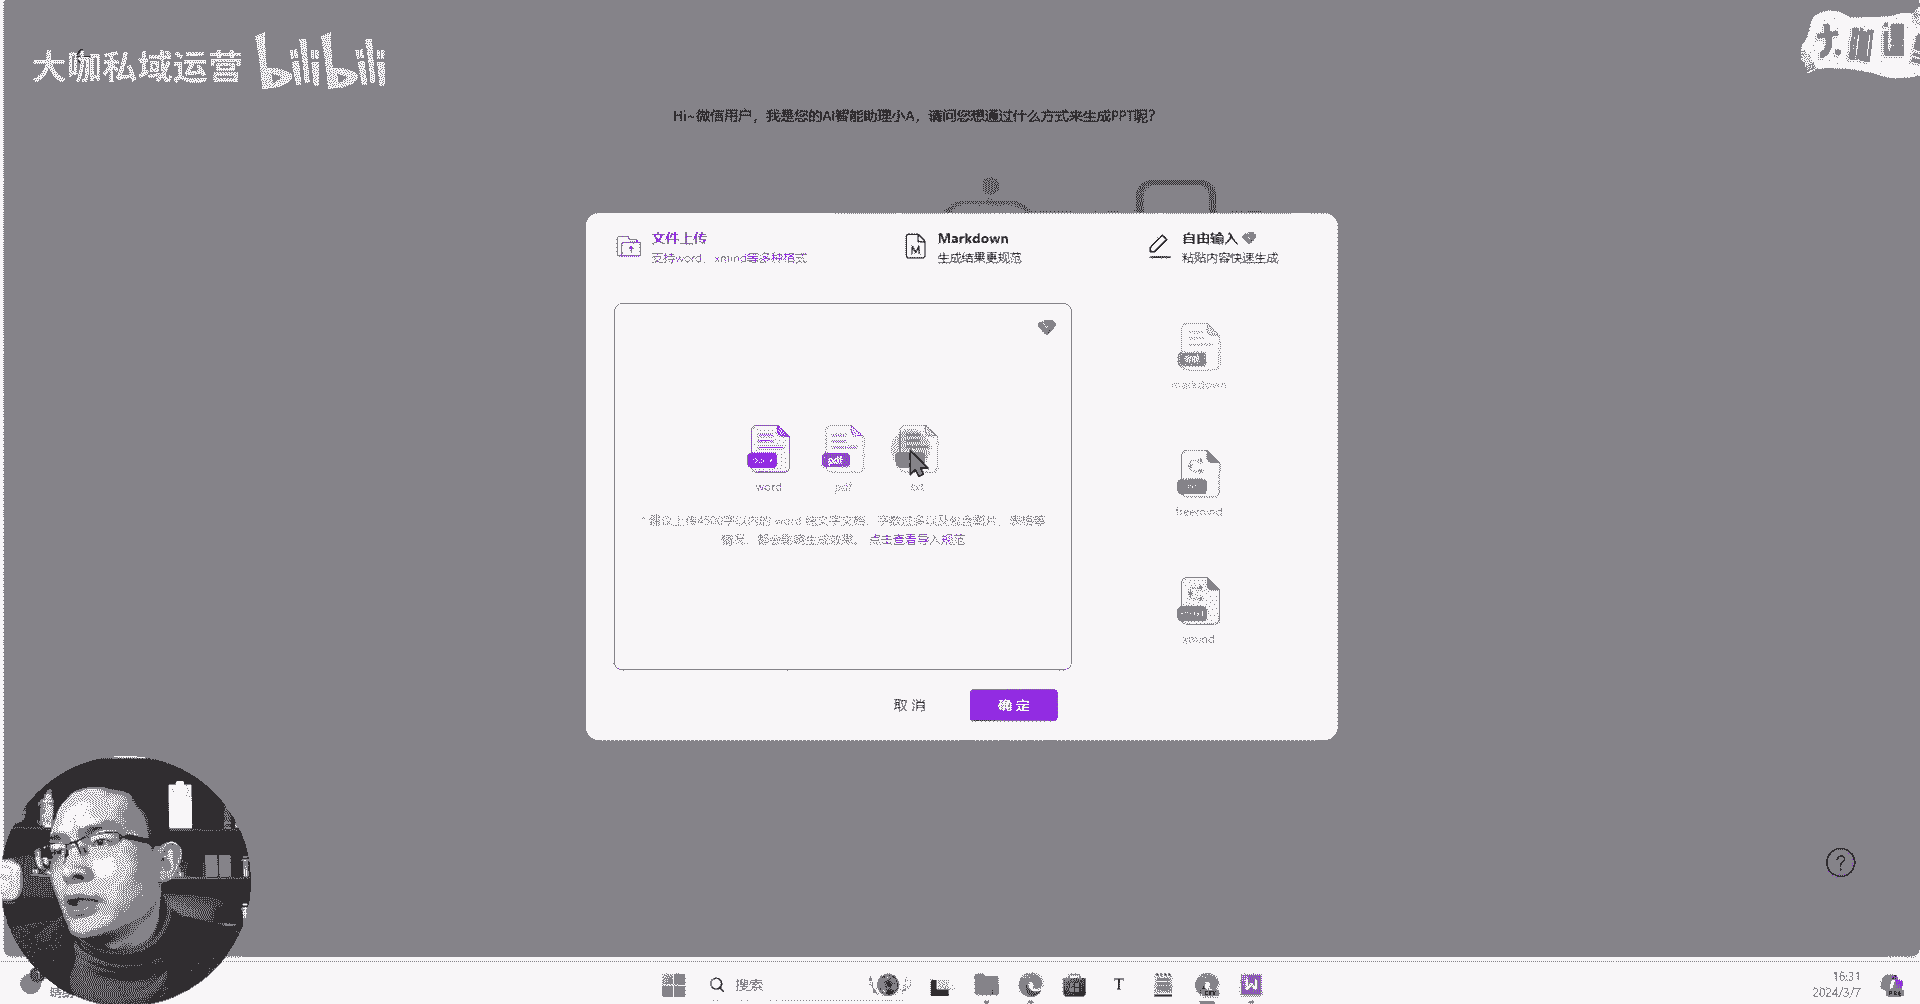 大咖私域运营 bilibili
大咖
Hi~微信用户，我是您的AI智能助理小A，请问您想通过什么方式来生成PPT呢？
文件上传
支持word、xmind等多种格式
Markdown
生成结果更规范
自由输入
粘贴内容快速生成
word
pdf
pdf
txt
* 建议上传4500字以内的 word 纯文字文档，字数过多以及包含图片、表格等
情况，都会影响生成效果。 点击查看导入规范
markdown
freemind
xmind
取 消
确 定
?
搜索
16:31
2024/3/7